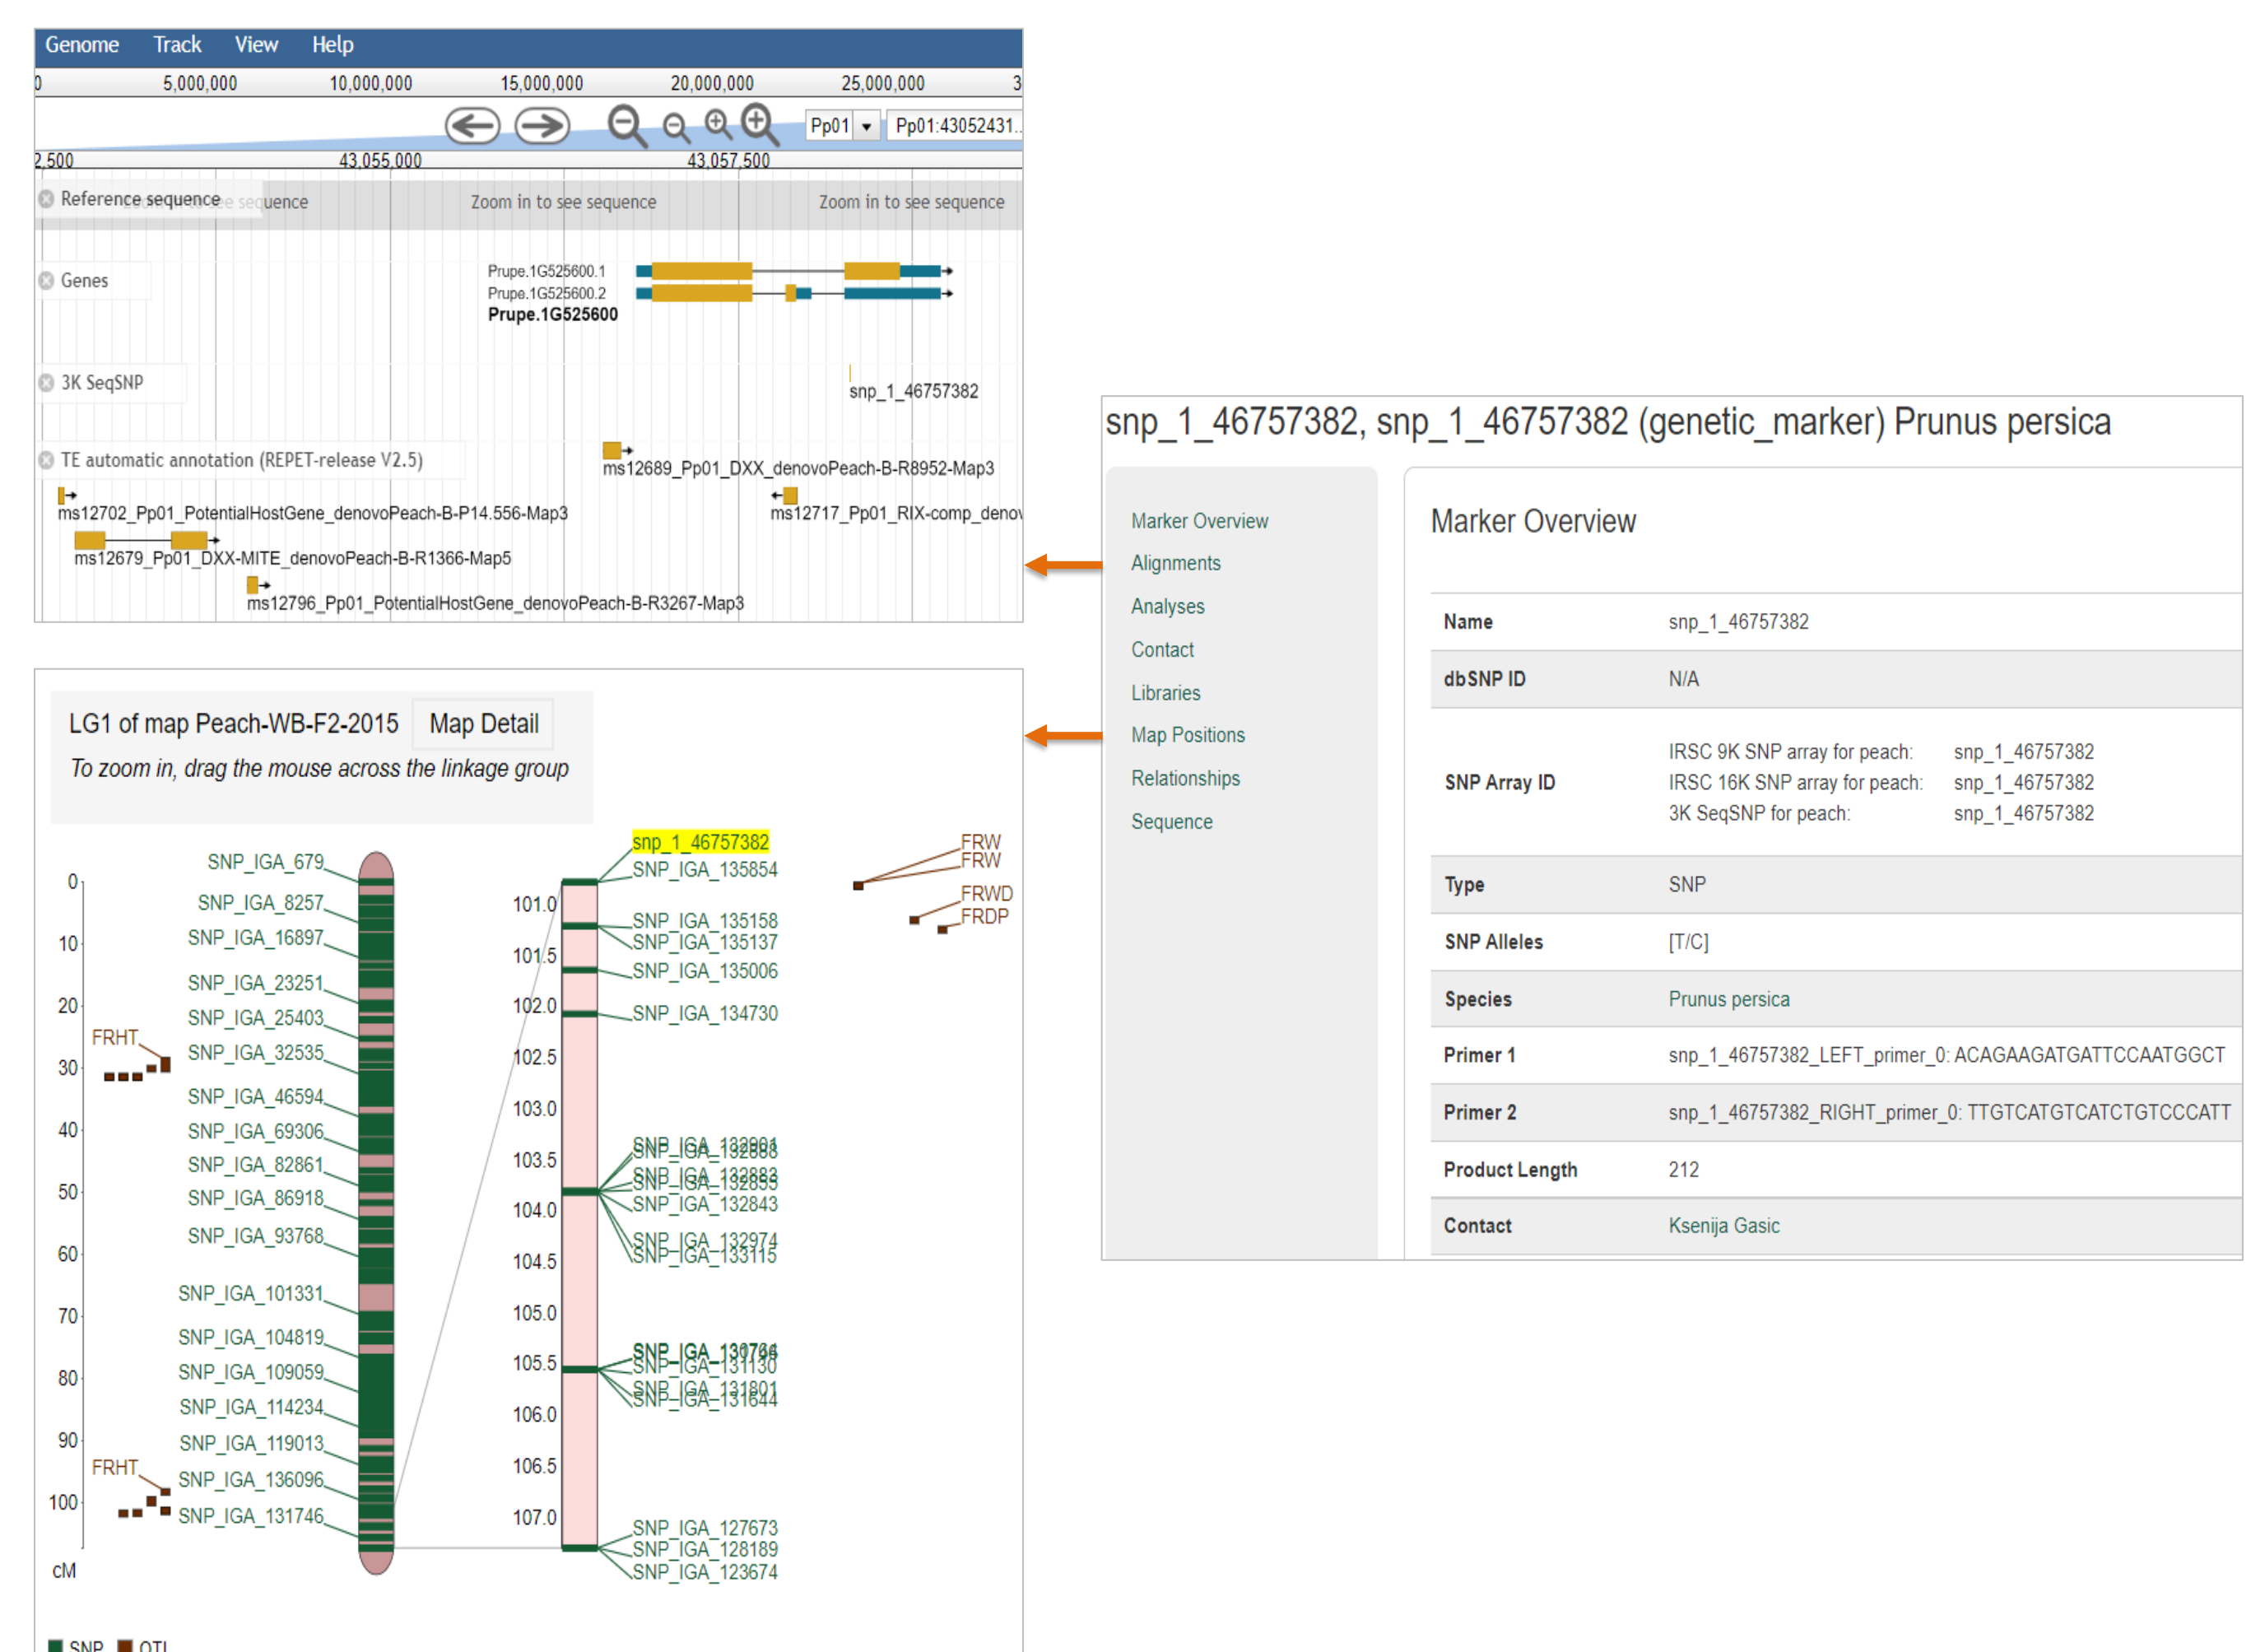 Genome Track View Help
0 5,000,000 10,000,000 15,000,000 20,000,000 25,000,000 3
Pp01 Pp01:43052431..
2,500 43,055,000 43,057,500
Reference sequence Zoom in to see sequence Zoom in to see sequence Zoom in to see sequence
Genes
Prupe.1G525600.1
Prupe.1G525600.2
Prupe.1G525600
3K SeqSNP
snp_1_46757382
TE automatic annotation (REPET-release V2.5)
ms12689_Pp01_DXX_denovoPeach-B-R8952-Map3
ms12702_Pp01_PotentialHostGene_denovoPeach-B-P14.556-Map3
ms12717_Pp01_RIX-comp_denov
ms12679_Pp01_DXX-MITE_denovoPeach-B-R1366-Map5
ms12796_Pp01_PotentialHostGene_denovoPeach-B-R3267-Map3
LG1 of map Peach-WB-F2-2015 Map Detail
To zoom in, drag the mouse across the linkage group
0
10
20
30
40
50
60
70
80
90
100
cM
FRHT
FRHT
SNP_IGA_679
SNP_IGA_8257
SNP_IGA_16897
SNP_IGA_23251
SNP_IGA_25403
SNP_IGA_32535
SNP_IGA_46594
SNP_IGA_69306
SNP_IGA_82861
SNP_IGA_86918
SNP_IGA_93768
SNP_IGA_101331
SNP_IGA_104819
SNP_IGA_109059
SNP_IGA_114234
SNP_IGA_119013
SNP_IGA_136096
SNP_IGA_131746
101.0
101.5
102.0
102.5
103.0
103.5
104.0
104.5
105.0
105.5
106.0
106.5
107.0
snp_1_46757382
SNP_IGA_135854
SNP_IGA_135158
SNP_IGA_135137
SNP_IGA_135006
SNP_IGA_134730
SNP_IGA_132843
SNP_IGA_132974
SNP_IGA_133115
SNP_IGA_131130
SNP_IGA_131801
SNP_IGA_131644
SNP_IGA_127673
SNP_IGA_128189
SNP_IGA_123674
FRW
FRW
FRWD
FRDP
SNP QTL
snp_1_46757382, snp_1_46757382 (genetic_marker) Prunus persica
Marker Overview
Alignments
Analyses
Contact
Libraries
Map Positions
Relationships
Sequence
Marker Overview
Name snp_1_46757382
dbSNP ID N/A
SNP Array ID
IRSC 9K SNP array for peach: snp_1_46757382
IRSC 16K SNP array for peach: snp_1_46757382
3K SeqSNP for peach: snp_1_46757382
Type SNP
SNP Alleles [T/C]
Species Prunus persica
Primer 1 snp_1_46757382_LEFT_primer_0: ACAGAAGATGATTCCAATGGCT
Primer 2 snp_1_46757382_RIGHT_primer_0: TTGTCATGTCATCTGTCCCATT
Product Length 212
Contact Ksenija Gasic